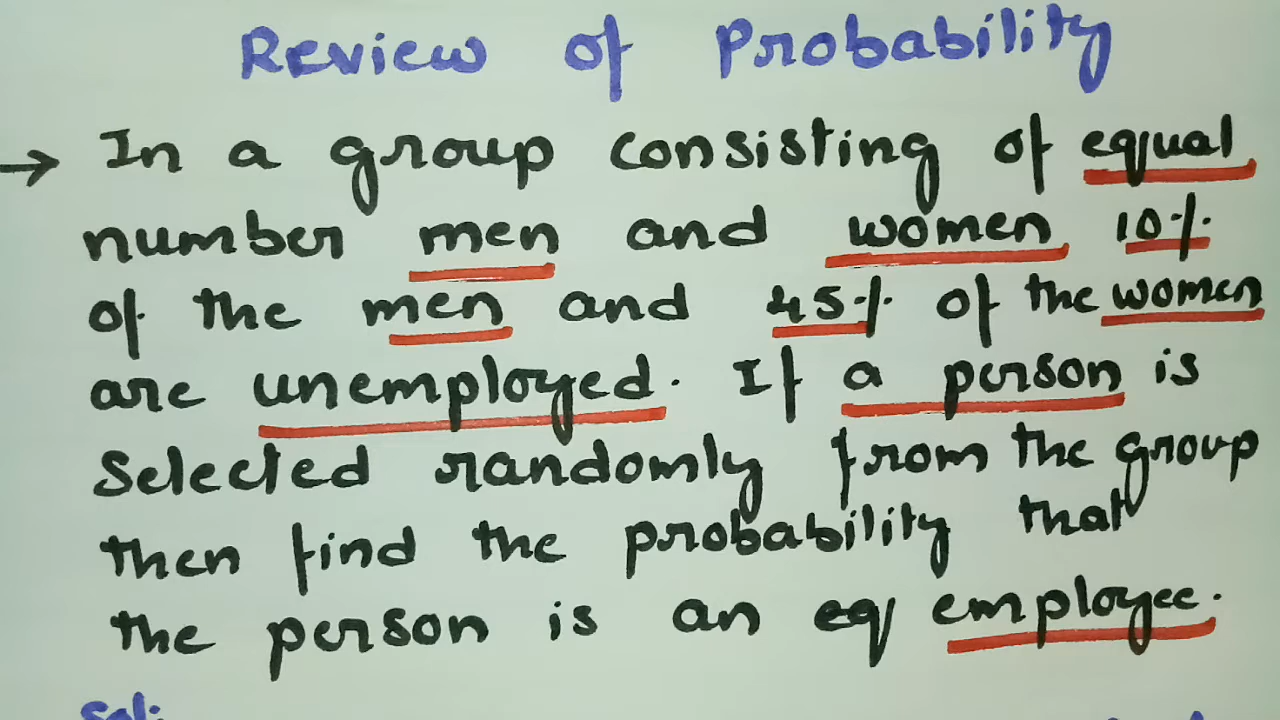 Review of Probability
→ In a group consisting of equal
number men and women 10%
of the men and 45% of the women
are unemployed. If a person is
Selected randomly from the group
then find the probability that
the person is an eq employee.
Sol: